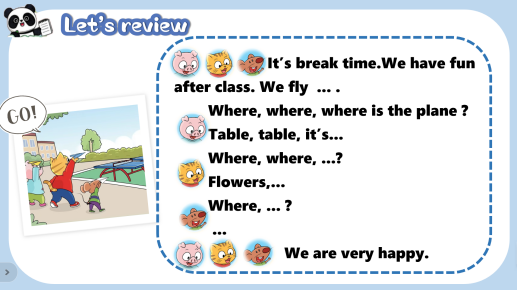 Let's review
GO!
It's break time.We have fun
after class. We fly ... .
Where, where, where is the plane ?
Table, table, it's...
Where, where, ...?
Flowers,...
Where, ... ?
...
We are very happy.